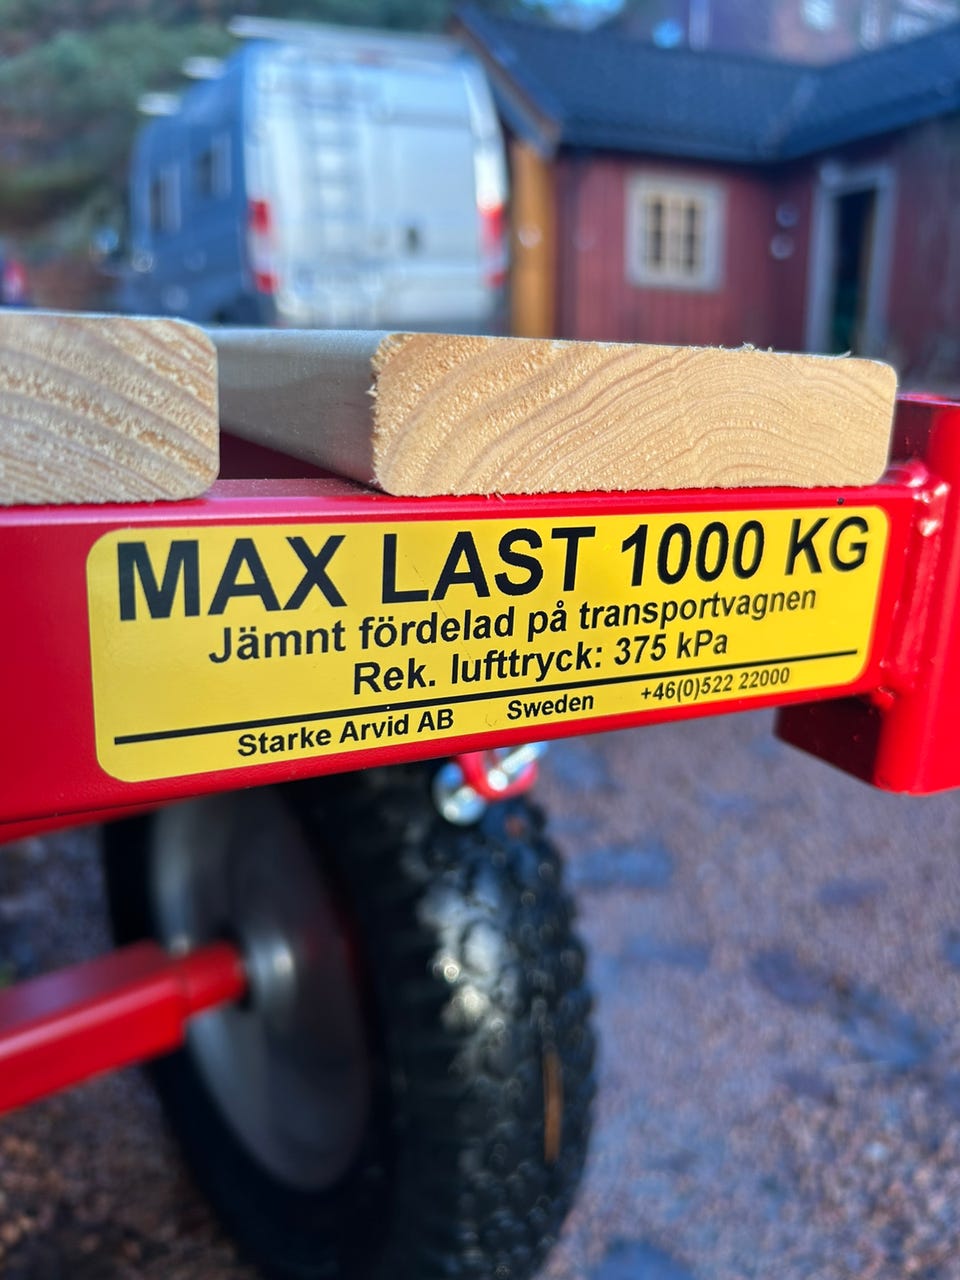 MAX LAST 1000 KG
Jämnt fördelad på transportvagnen
Rek. lufttryck: 375 kPa
Starke Arvid AB Sweden +46(0)522 22000